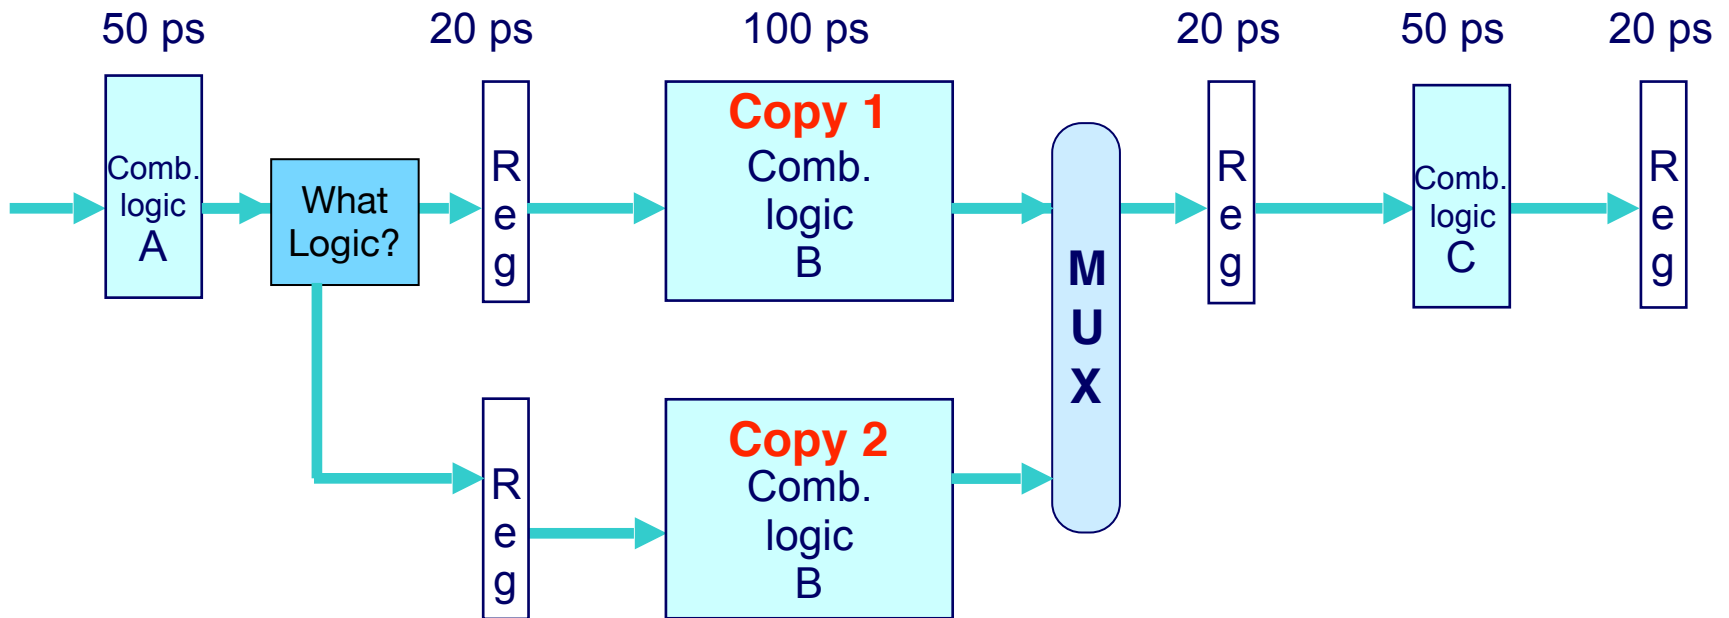 50 ps
20 ps
100 ps
20 ps
50 ps
20 ps
Comb.
logic
A
What
Logic?
R
e
g
Copy 1
Comb.
logic
B
M
U
X
R
e
g
Comb.
logic
C
R
e
g
R
e
g
Copy 2
Comb.
logic
B